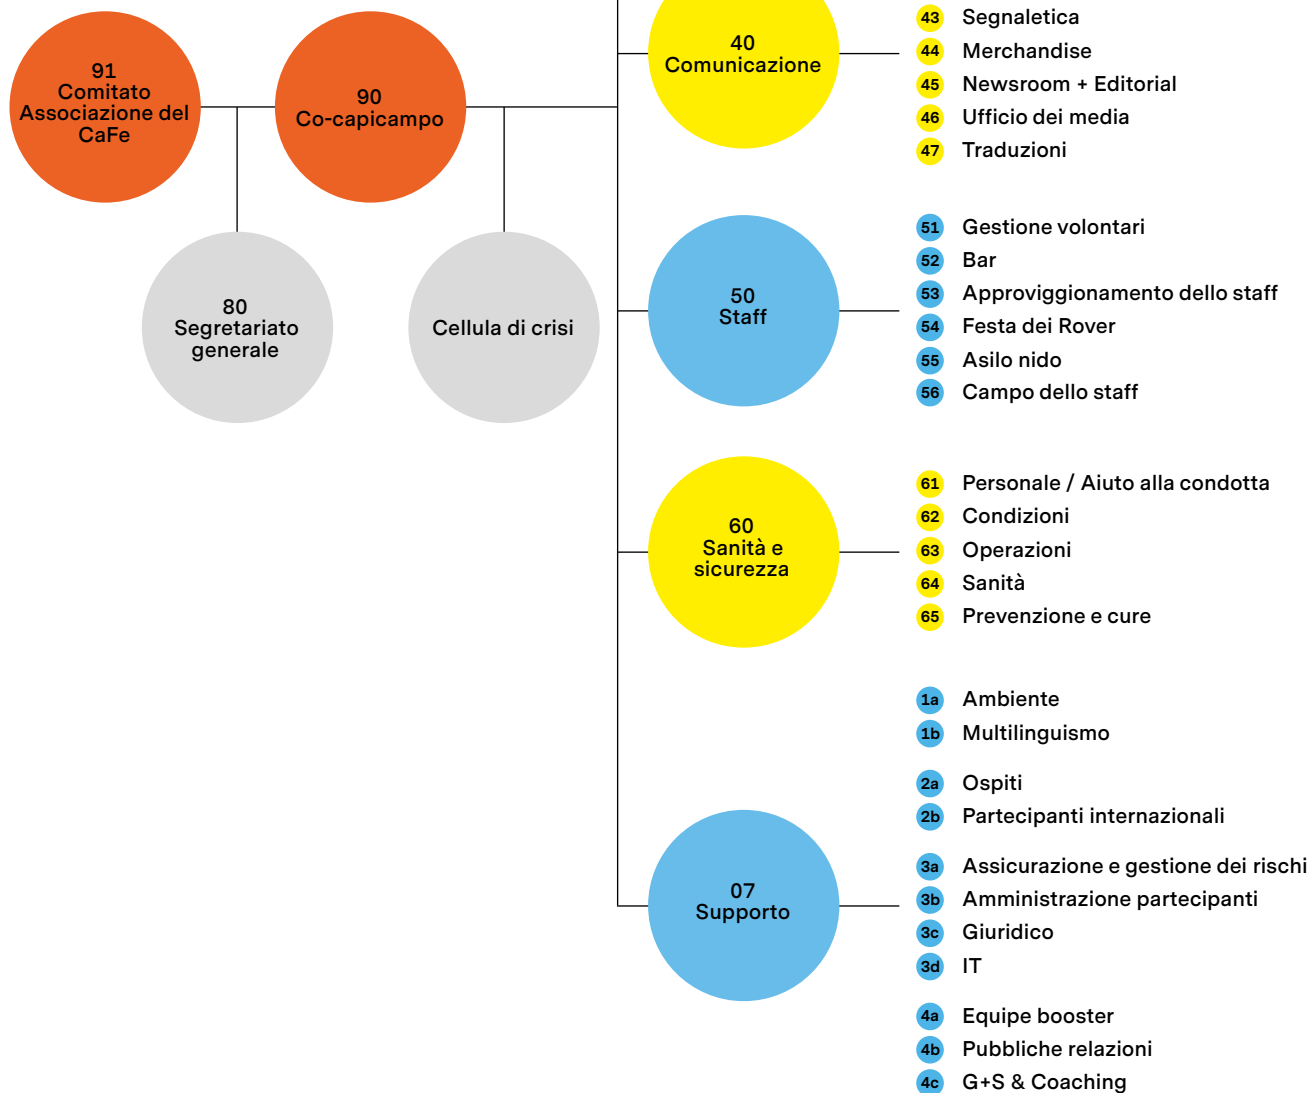 91
Comitato
Associazione del
CaFe
90
Co-capicampo
80
Segretariato
generale
Cellula di crisi
40
Comunicazione
43 Segnaletica
44 Merchandise
45 Newsroom + Editorial
46 Ufficio dei media
47 Traduzioni
50
Staff
51 Gestione volontari
52 Bar
53 Approviggionamento dello staff
54 Festa dei Rover
55 Asilo nido
56 Campo dello staff
60
Sanità e
sicurezza
61 Personale / Aiuto alla condotta
62 Condizioni
63 Operazioni
64 Sanità
65 Prevenzione e cure
07
Supporto
1a Ambiente
1b Multilinguismo
2a Ospiti
2b Partecipanti internazionali
3a Assicurazione e gestione dei rischi
3b Amministrazione partecipanti
3c Giuridico
3d IT
4a Equipe booster
4b Pubbliche relazioni
4c G+S & Coaching